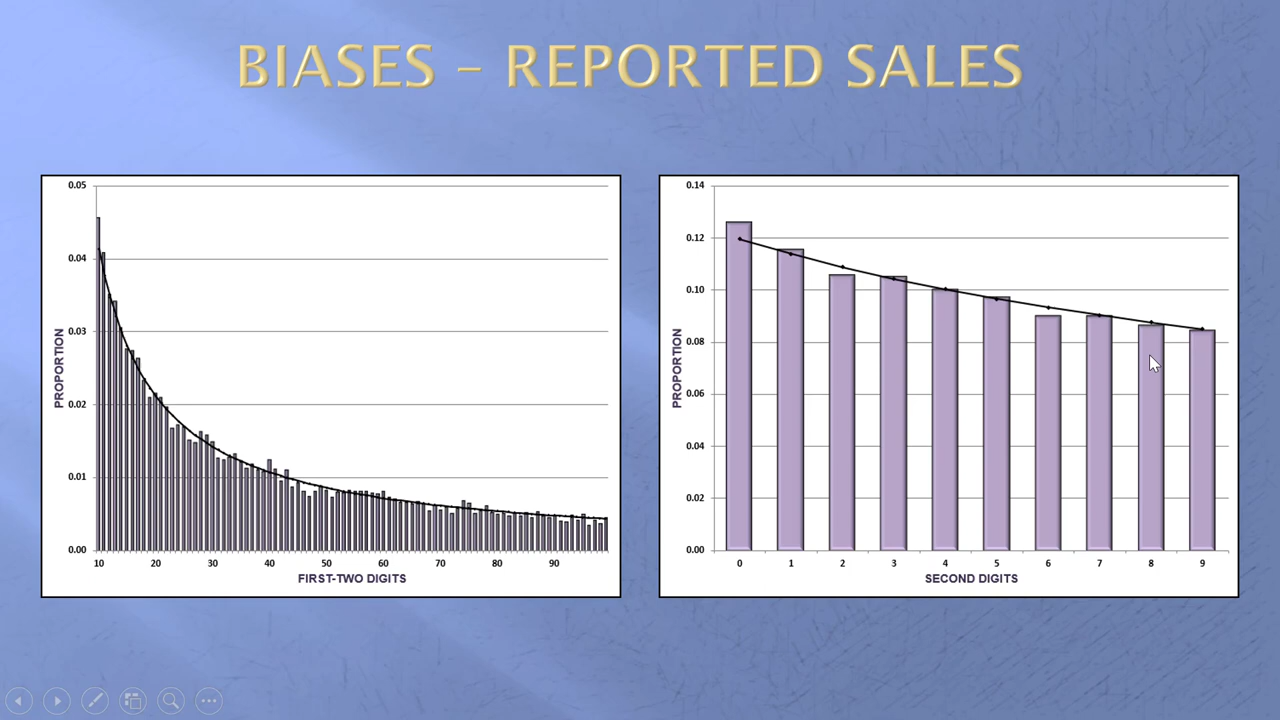 BIASES – REPORTED SALES
0.05
0.04
0.03
0.02
0.01
0.00
PROPORTION
10 20 30 40 50 60 70 80 90
FIRST-TWO DIGITS
0.14
0.12
0.10
0.08
0.06
0.04
0.02
0.00
PROPORTION
0 1 2 3 4 5 6 7 8 9
SECOND DIGITS